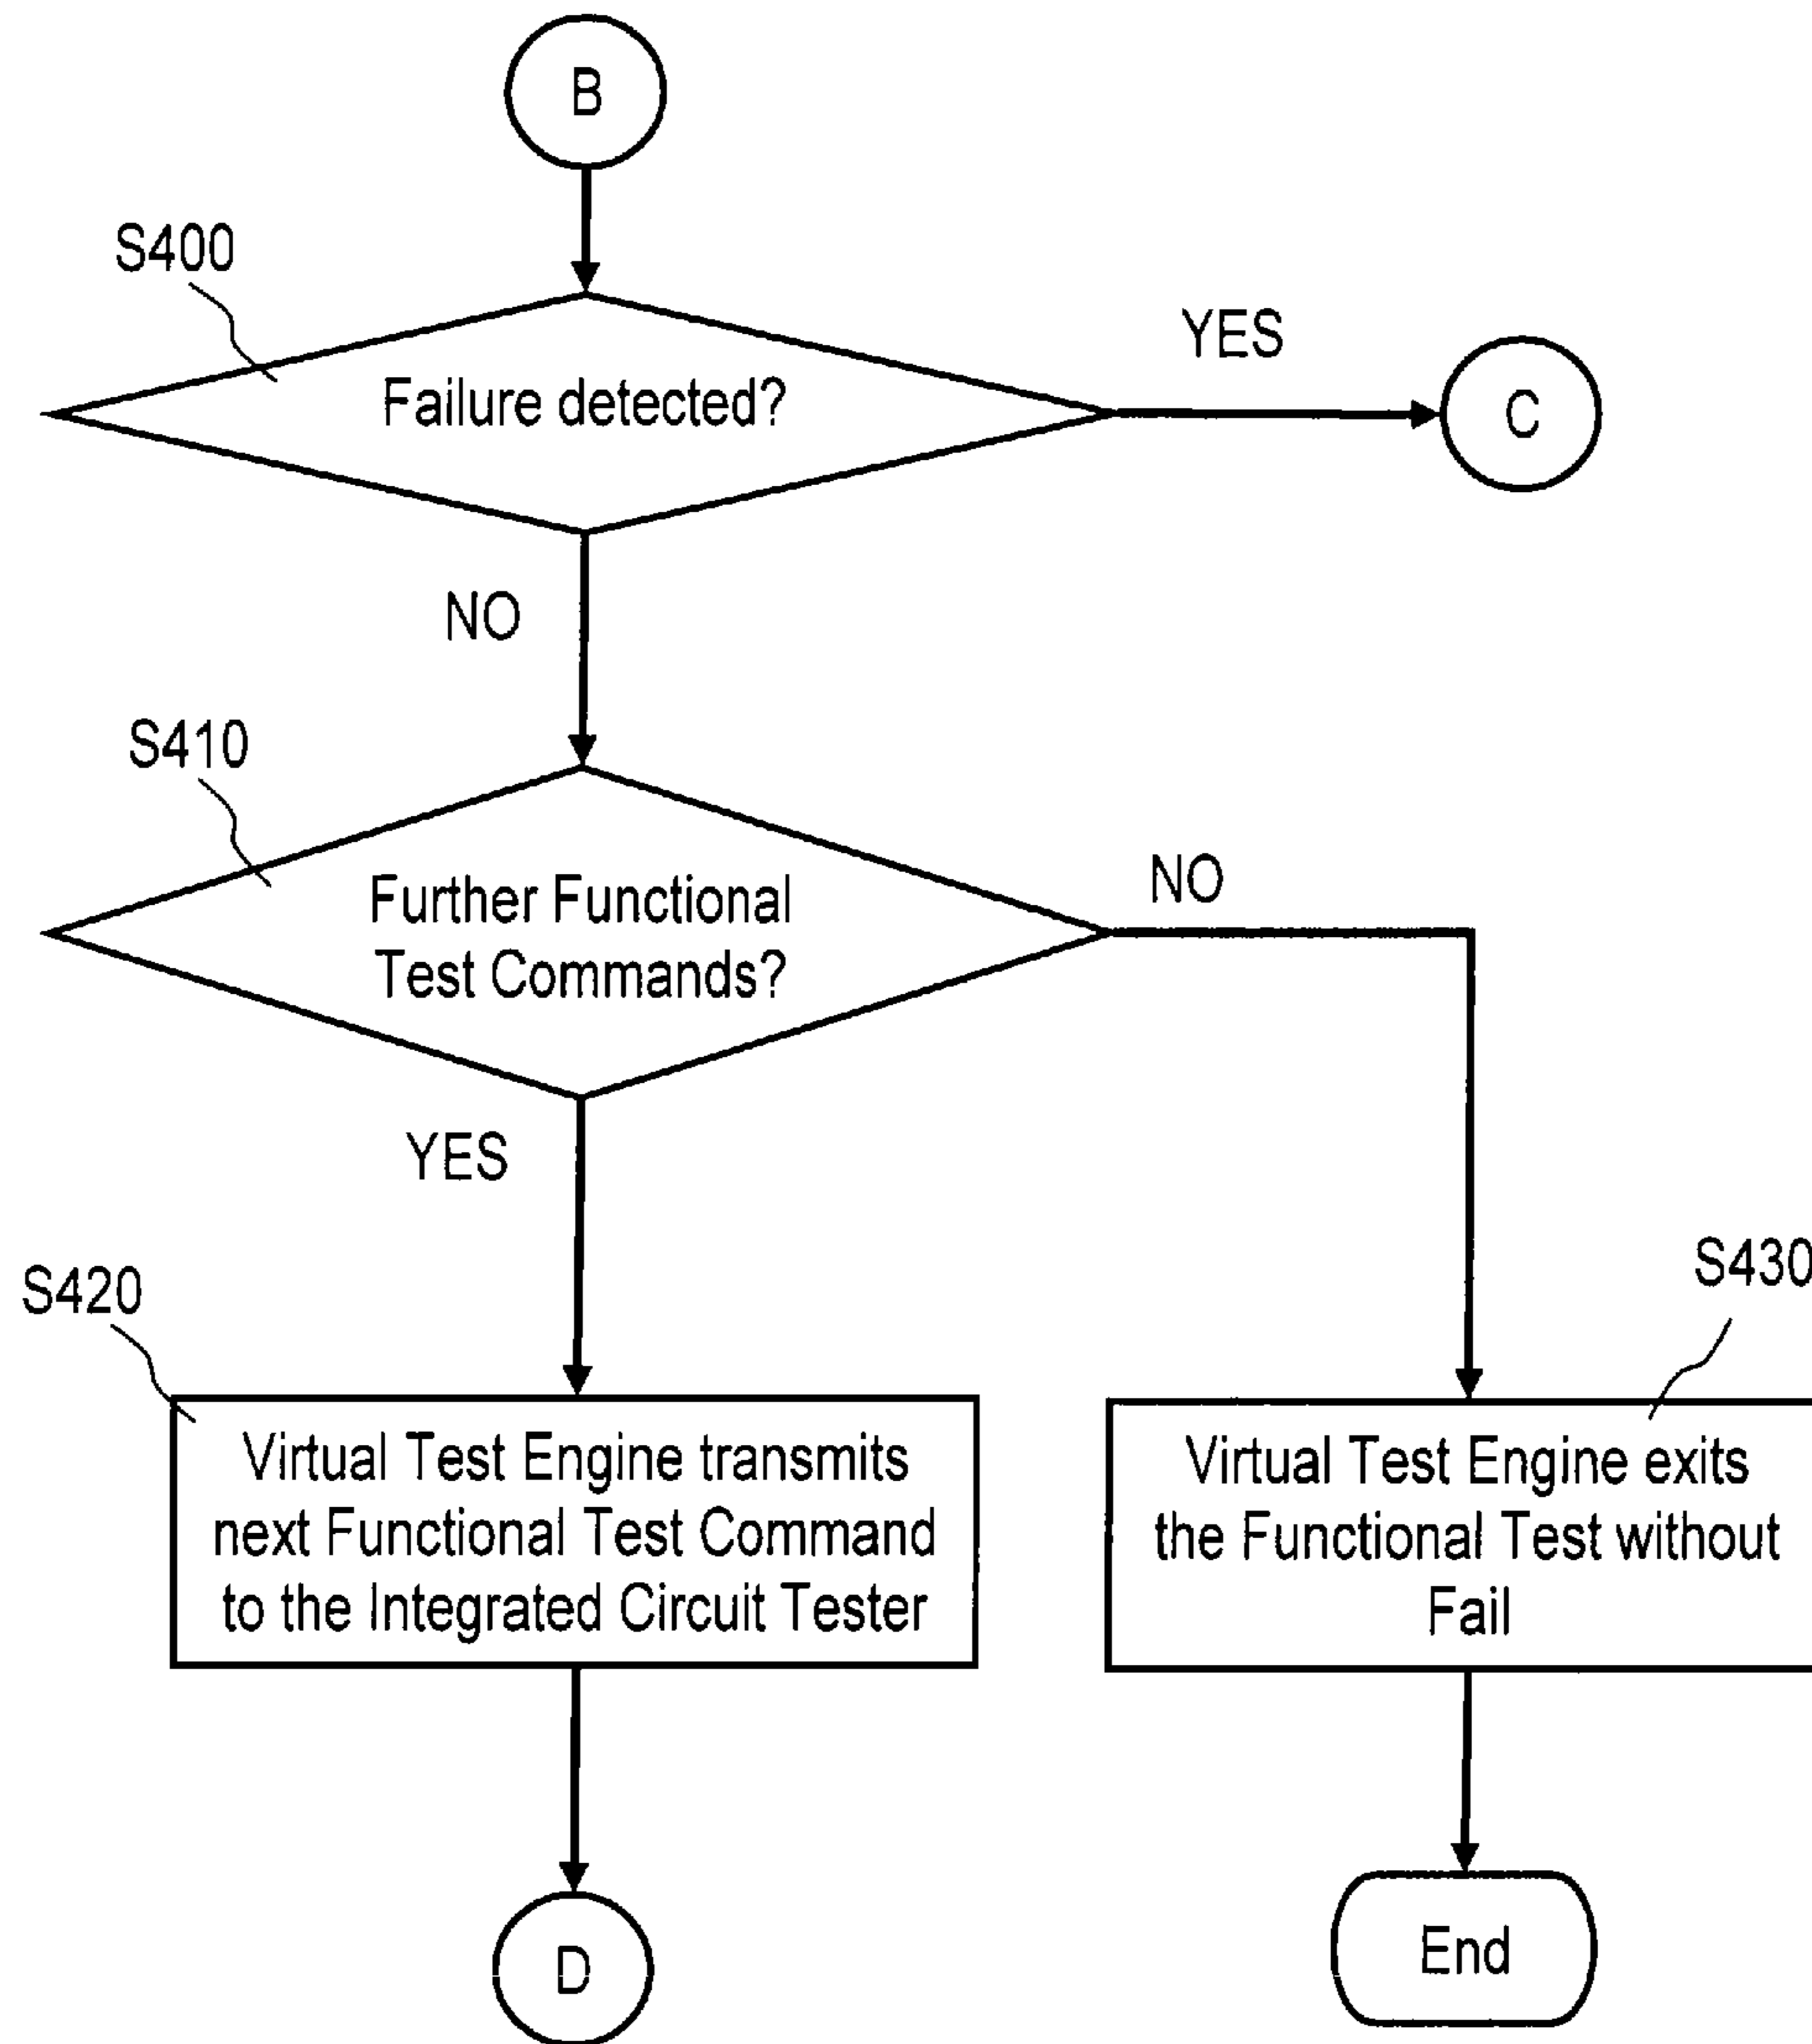 B
S400
Failure detected?
YES
C
NO
S410
Further Functional
Test Commands?
NO
YES
S420
S430
Virtual Test Engine transmits
next Functional Test Command
to the Integrated Circuit Tester
Virtual Test Engine exits
the Functional Test without
Fail
D
End